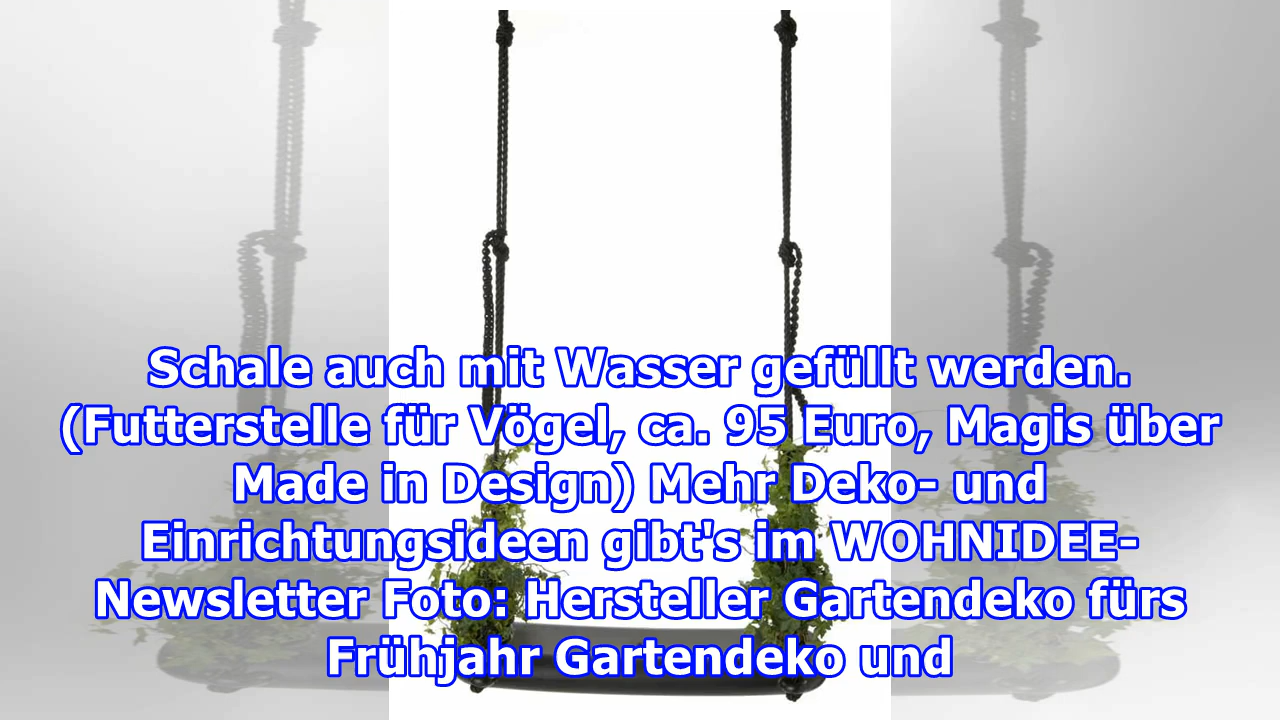 Schale auch mit Wasser gefüllt werden.
(Futterstelle für Vögel, ca. 95 Euro, Magis über
Made in Design) Mehr Deko- und
Einrichtungsideen gibt's im WOHNIDEE-
Newsletter Foto: Hersteller Gartendeko fürs
Frühjahr Gartendeko und